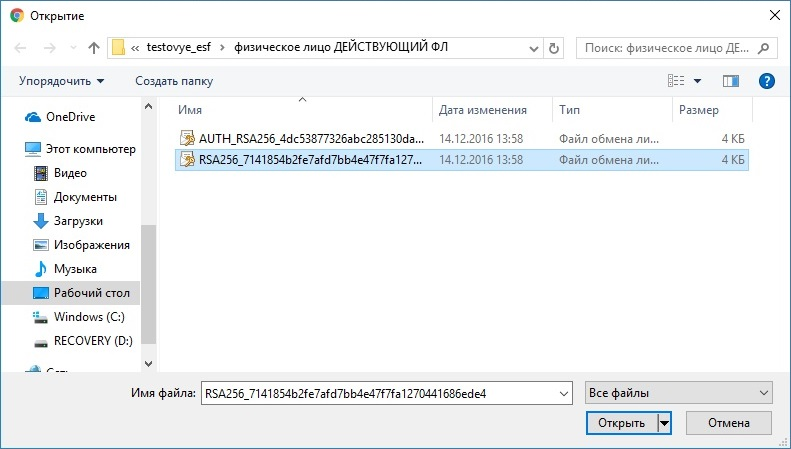 Открытие
« testovye_esf › физическое лицо ДЕЙСТВУЮЩИЙ ФЛ
Поиск: физическое лицо ДЕ...
Упорядочить
Создать папку
Имя
Дата изменения
Тип
Размер
AUTH_RSA256_4dc53877326abc285130da... 14.12.2016 13:58 Файл обмена ли... 4 КБ
RSA256_7141854b2fe7afd7bb4e47f7fa127... 14.12.2016 13:58 Файл обмена ли... 4 КБ
OneDrive
Этот компьютер
Видео
Документы
Загрузки
Изображения
Музыка
Рабочий стол
Windows (C:)
RECOVERY (D:)
Сеть
Имя файла: RSA256_7141854b2fe7afd7bb4e47f7fa1270441686ede4
Все файлы
Открыть
Отмена